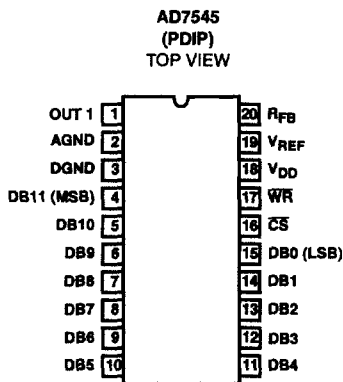 AD7545
(PDIP)
TOP VIEW
OUT 1 1 20 RFB
AGND 2 19 VREF
DGND 3 18 VDD
DB11 (MSB) 4 17 W̅R̅
DB10 5 16 C̅S̅
DB9 6 15 DB0 (LSB)
DB8 7 14 DB1
DB7 8 13 DB2
DB6 9 12 DB3
DB5 10 11 DB4